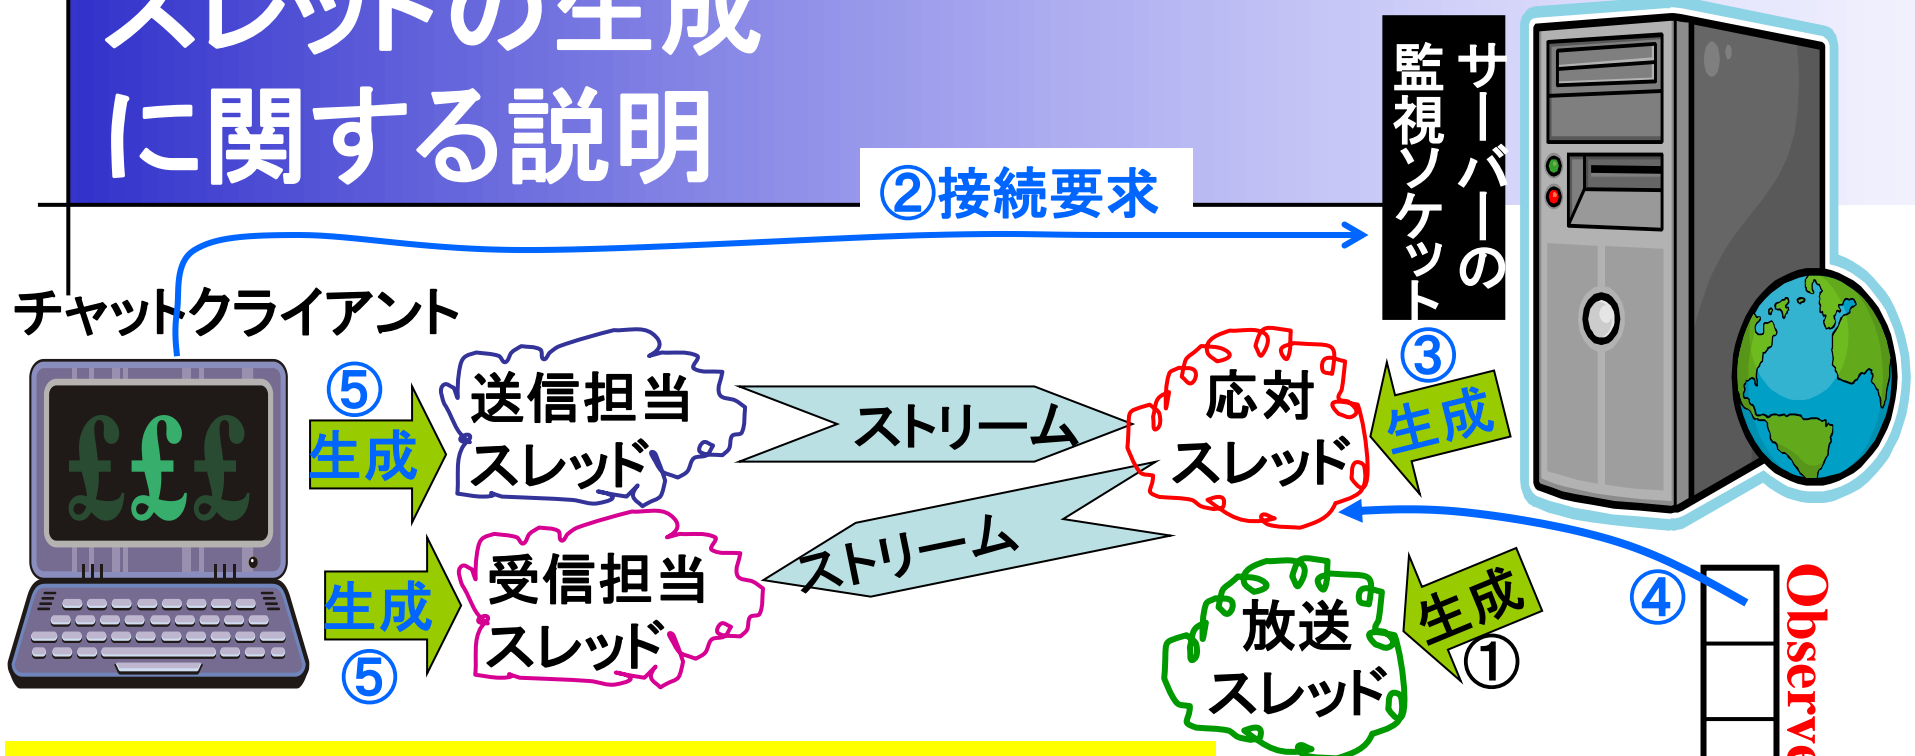 スレッドの生成
に関する説明
②接続要求
サーバーの
監視ソケット
チャットクライアント
⑤
生成
送信担当
スレッド
ストリーム
応対
スレッド
③
生成
⑤
生成
受信担当
スレッド
ストリーム
放送
スレッド
生成
①
④